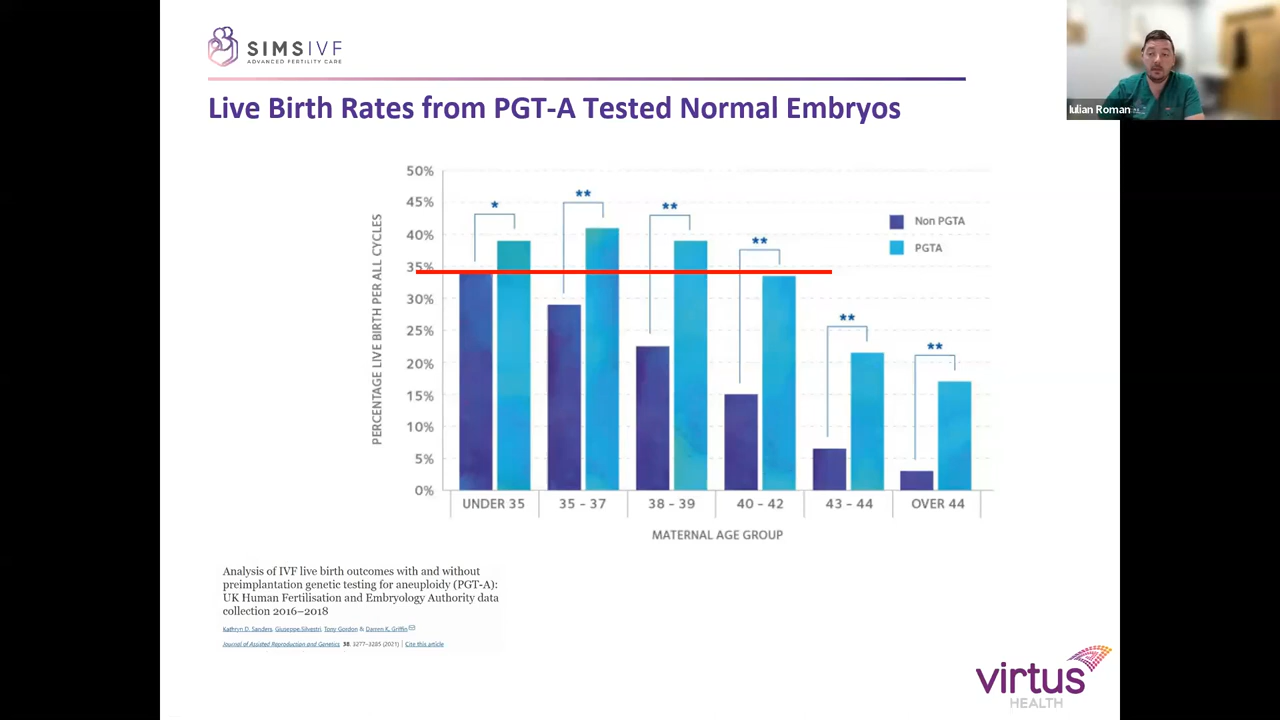 SIMSIVF
ADVANCED FERTILITY CARE
Iulian Roman
Live Birth Rates from PGT-A Tested Normal Embryos
PERCENTAGE LIVE BIRTH PER ALL CYCLES
50%
45%
40%
35%
30%
25%
20%
15%
10%
5%
0%
*
**
**
**
**
**
Non PGTA
PGTA
UNDER 35
35 - 37
38 - 39
40 - 42
43 - 44
OVER 44
MATERNAL AGE GROUP
Analysis of IVF live birth outcomes with and without
preimplantation genetic testing for aneuploidy (PGT-A):
UK Human Fertilisation and Embryology Authority data
collection 2016–2018
Kathryn D. Sanders, Giuseppe Silvestri, Tony Gordon & Darren K. Griffin
Journal of Assisted Reproduction and Genetics 38, 3277–3285 (2021) | Cite this article
virtus
HEALTH